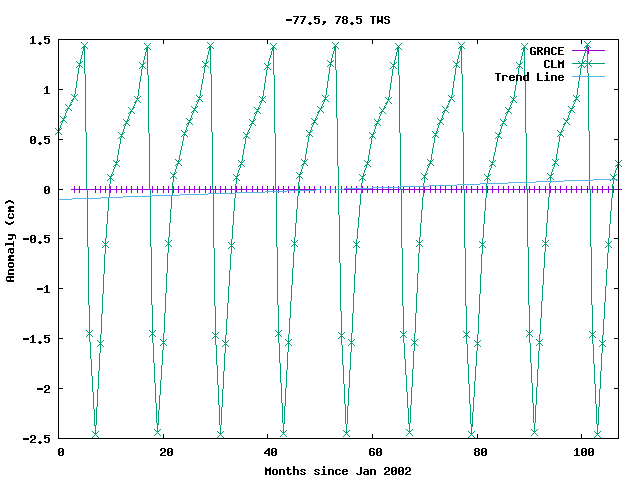 -77.5, 78.5 TWS
GRACE
CLM
Trend Line
1.5
1
0.5
0
-0.5
-1
-1.5
-2
-2.5
Anomaly (cm)
0 20 40 60 80 100
Months since Jan 2002